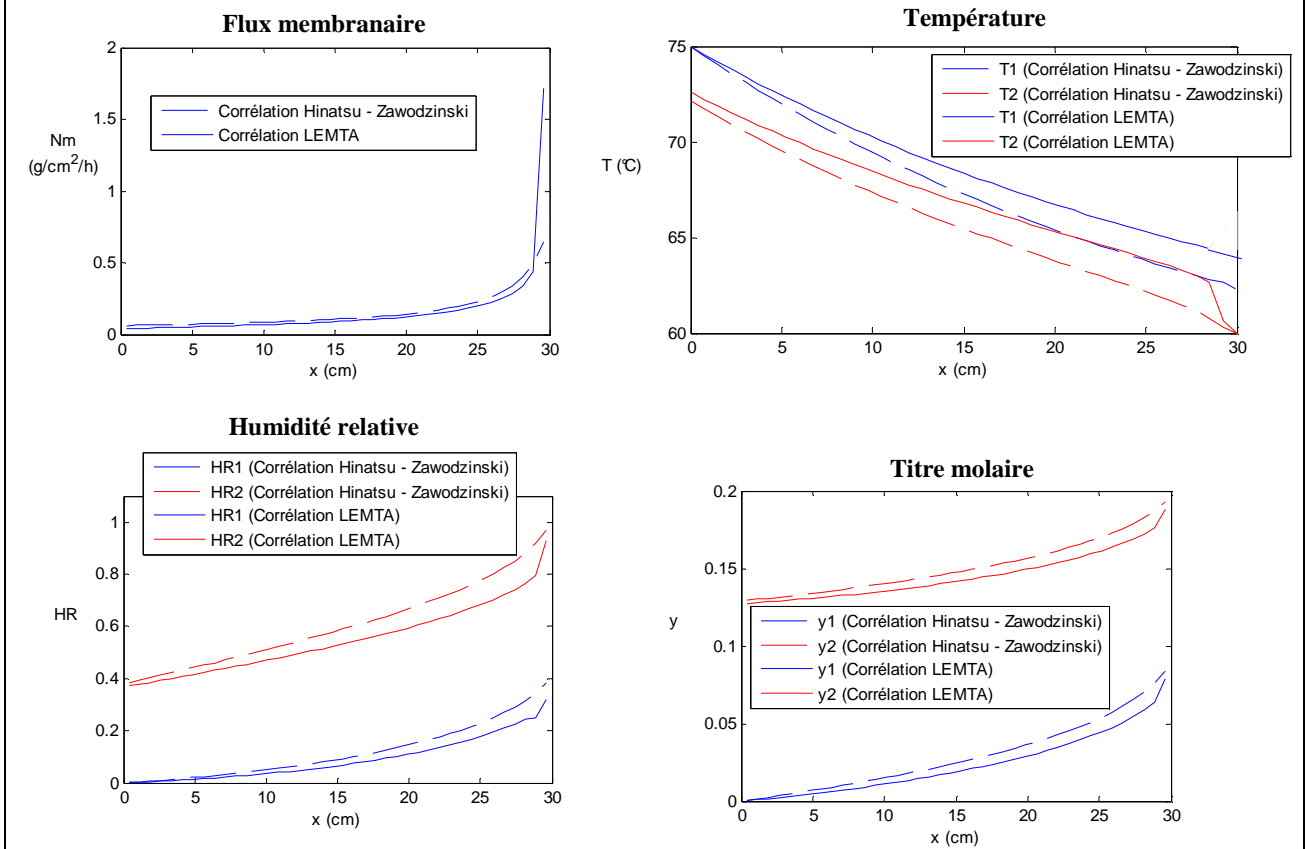 Flux membranaire
2
1.5
1
0.5
0
Nm
(g/cm2/h)
Corrélation Hinatsu - Zawodzinski
Corrélation LEMTA
0 5 10 15 20 25 30
x (cm)
Température
75
70
65
60
T (°C)
T1 (Corrélation Hinatsu - Zawodzinski)
T2 (Corrélation Hinatsu - Zawodzinski)
T1 (Corrélation LEMTA)
T2 (Corrélation LEMTA)
0 5 10 15 20 25 30
x (cm)
Humidité relative
HR1 (Corrélation Hinatsu - Zawodzinski)
HR2 (Corrélation Hinatsu - Zawodzinski)
HR1 (Corrélation LEMTA)
HR2 (Corrélation LEMTA)
1
0.8
0.6
0.4
0.2
0
HR
0 5 10 15 20 25 30
x (cm)
Titre molaire
0.2
0.15
0.1
0.05
0
y
y1 (Corrélation Hinatsu - Zawodzinski)
y2 (Corrélation Hinatsu - Zawodzinski)
y1 (Corrélation LEMTA)
y2 (Corrélation LEMTA)
0 5 10 15 20 25 30
x (cm)